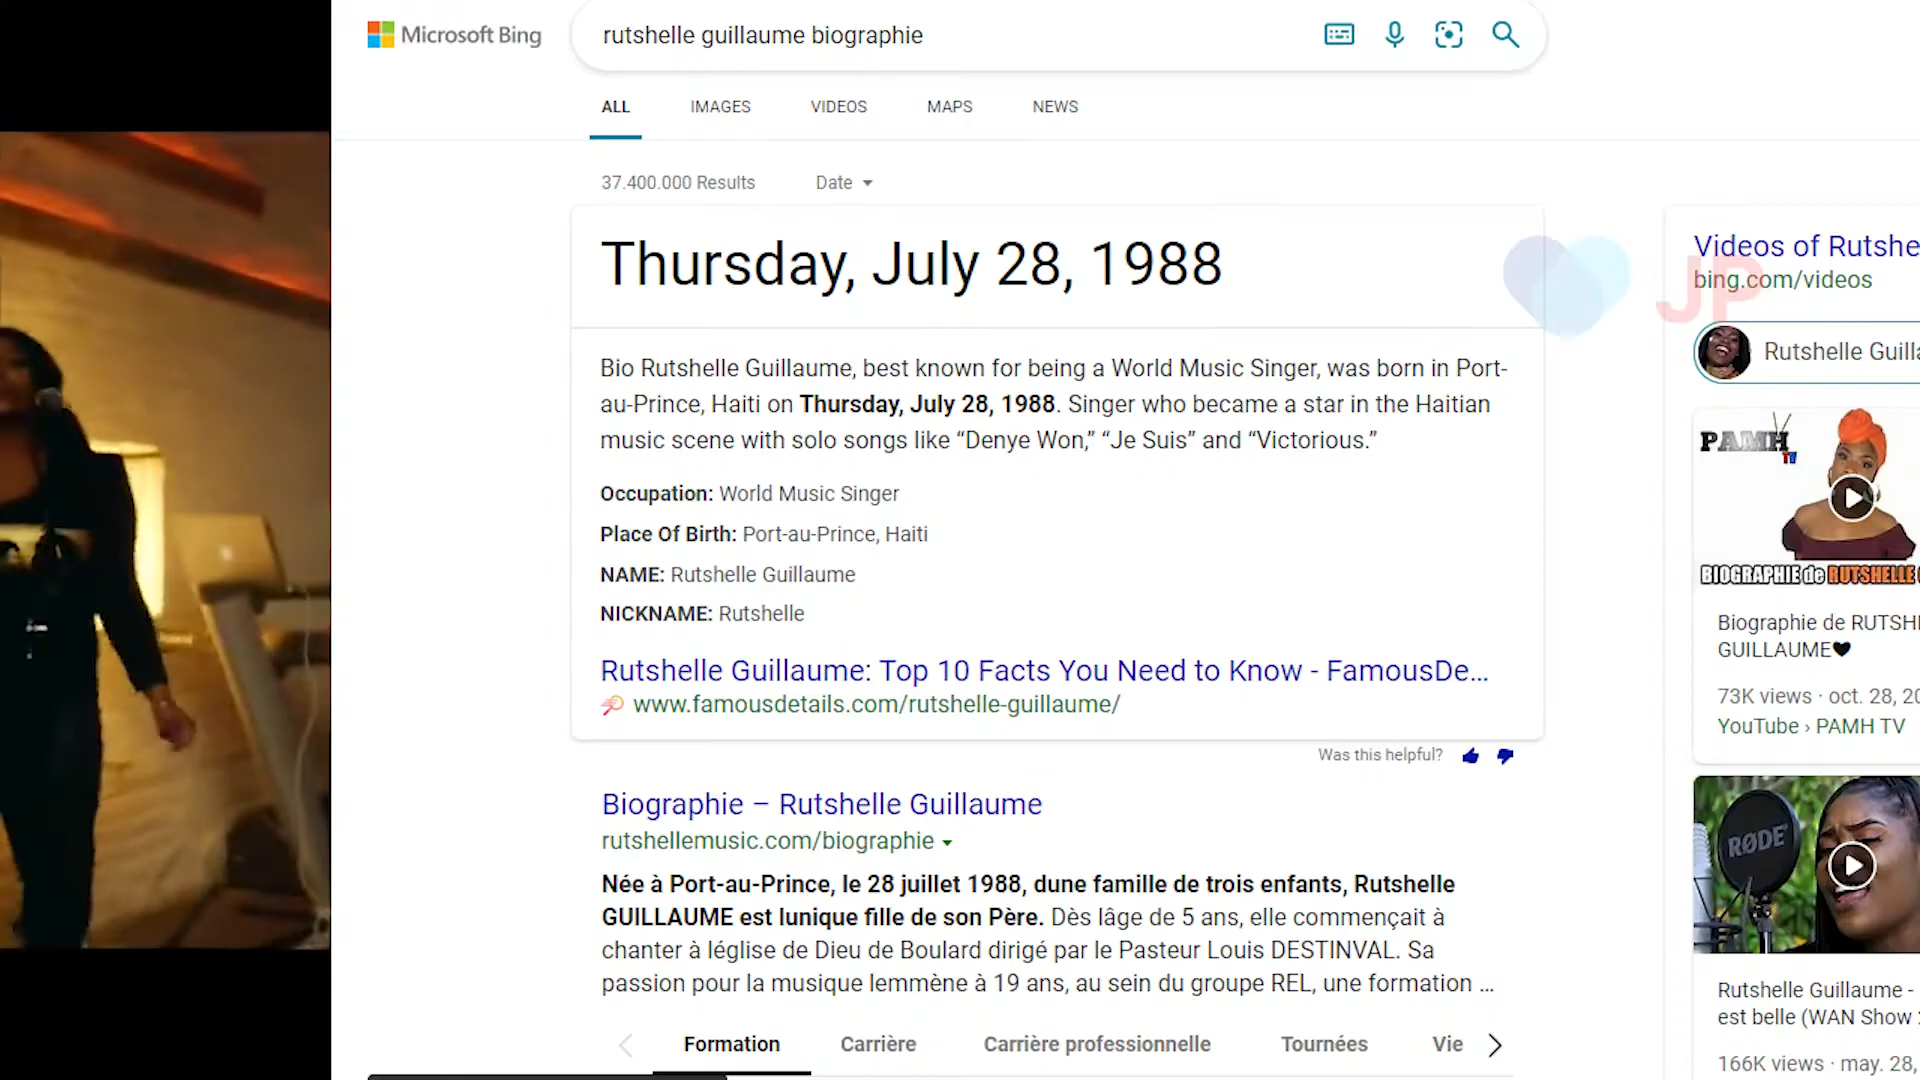 Microsoft Bing
rutshelle guillaume biographie
ALL IMAGES VIDEOS MAPS NEWS
37.400.000 Results Date
Thursday, July 28, 1988
Bio Rutshelle Guillaume, best known for being a World Music Singer, was born in Port-
au-Prince, Haiti on Thursday, July 28, 1988. Singer who became a star in the Haitian
music scene with solo songs like “Denye Won,” “Je Suis” and “Victorious.”
Occupation: World Music Singer
Place Of Birth: Port-au-Prince, Haiti
NAME: Rutshelle Guillaume
NICKNAME: Rutshelle
Rutshelle Guillaume: Top 10 Facts You Need to Know - FamousDe...
www.famousdetails.com/rutshelle-guillaume/
Was this helpful?
Biographie – Rutshelle Guillaume
rutshellemusic.com/biographie
Née à Port-au-Prince, le 28 juillet 1988, dune famille de trois enfants, Rutshelle
GUILLAUME est lunique fille de son Père. Dès lâge de 5 ans, elle commençait à
chanter à léglise de Dieu de Boulard dirigé par le Pasteur Louis DESTINVAL. Sa
passion pour la musique lemmène à 19 ans, au sein du groupe REL, une formation ...
Formation Carrière Carrière professionnelle Tournées Vie
Videos of Rutshe
JP
bing.com/videos
Rutshelle Guilla
PAMH
TV
BIOGRAPHIE de RUTSHELLE
Biographie de RUTSH
GUILLAUME🖤
73K views · oct. 28, 20
YouTube › PAMH TV
RØDE
Rutshelle Guillaume -
est belle (WAN Show
166K views · may. 28,